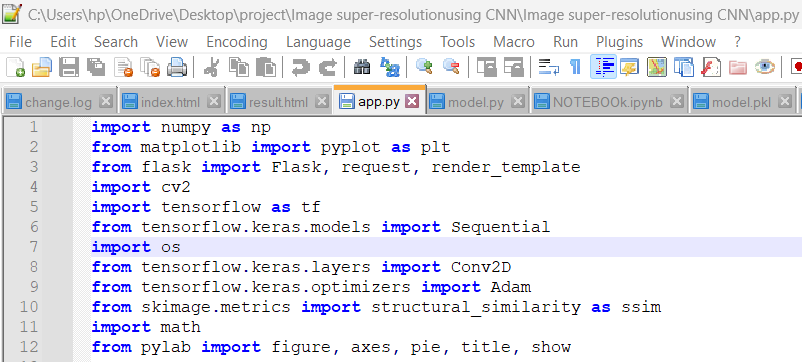 C:\Users\hp\OneDrive\Desktop\project\Image super-resolutionusing CNN\Image super-resolutionusing CNN\app.py
File Edit Search View Encoding Language Settings Tools Macro Run Plugins Window ?
change.log index.html result.html app.py model.py NOTEBOOk.ipynb model.pkl
1 import numpy as np
2 from matplotlib import pyplot as plt
3 from flask import Flask, request, render_template
4 import cv2
5 import tensorflow as tf
6 from tensorflow.keras.models import Sequential
7 import os
8 from tensorflow.keras.layers import Conv2D
9 from tensorflow.keras.optimizers import Adam
10 from skimage.metrics import structural_similarity as ssim
11 import math
12 from pylab import figure, axes, pie, title, show